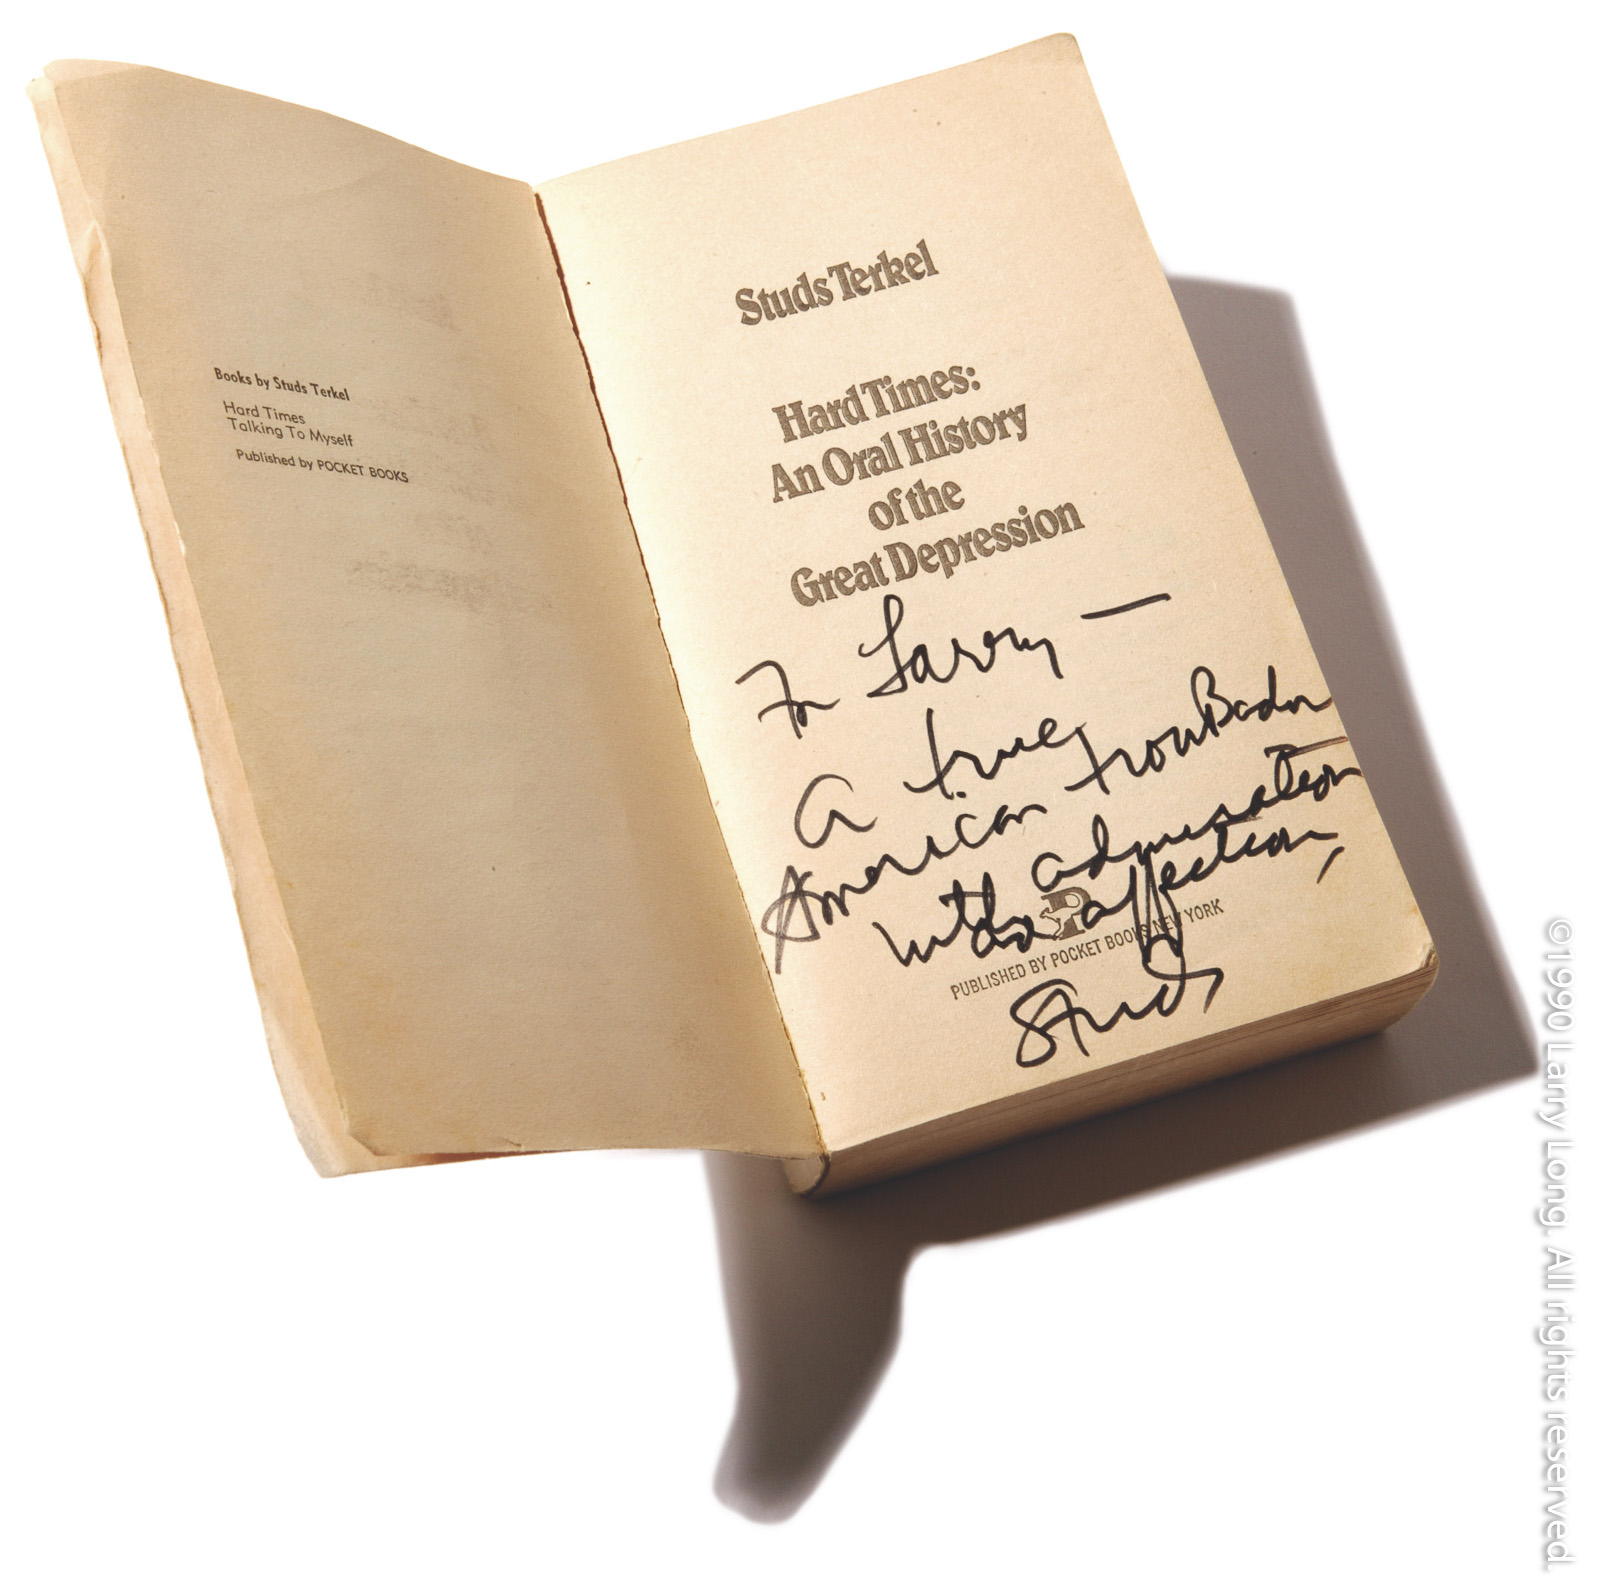 Books by Studs Terkel
Hard Times
Talking To Myself
Published by POCKET BOOKS
Studs Terkel
Hard Times:
An Oral History
of the
Great Depression
To Larry —
A true
American trouBador
with admiration
& affection,
PUBLISHED BY POCKET BOOKS NEW YORK
Studs
©1990 Larry Long. All rights reserved.